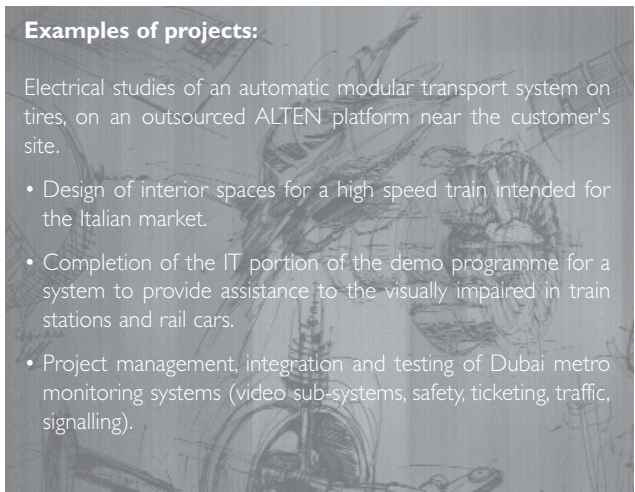 Examples of projects:
Electrical studies of an automatic modular transport system on
tires, on an outsourced ALTEN platform near the customer's
site.
• Design of interior spaces for a high speed train intended for
the Italian market.
• Completion of the IT portion of the demo programme for a
system to provide assistance to the visually impaired in train
stations and rail cars.
• Project management, integration and testing of Dubai metro
monitoring systems (video sub-systems, safety, ticketing, traffic,
signalling).